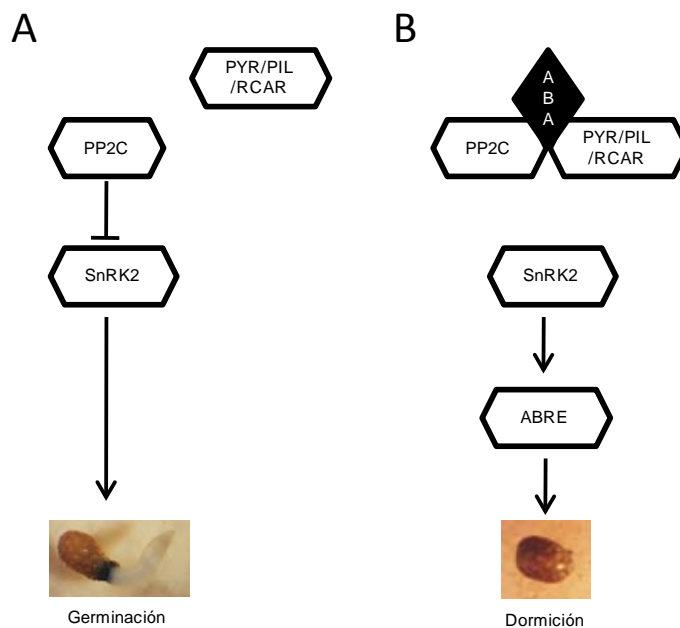 A
PYR/PIL
/RCAR
PP2C
SnRK2
Germinación
B
A
B
A
PP2C
PYR/PIL
/RCAR
SnRK2
ABRE
Dormición